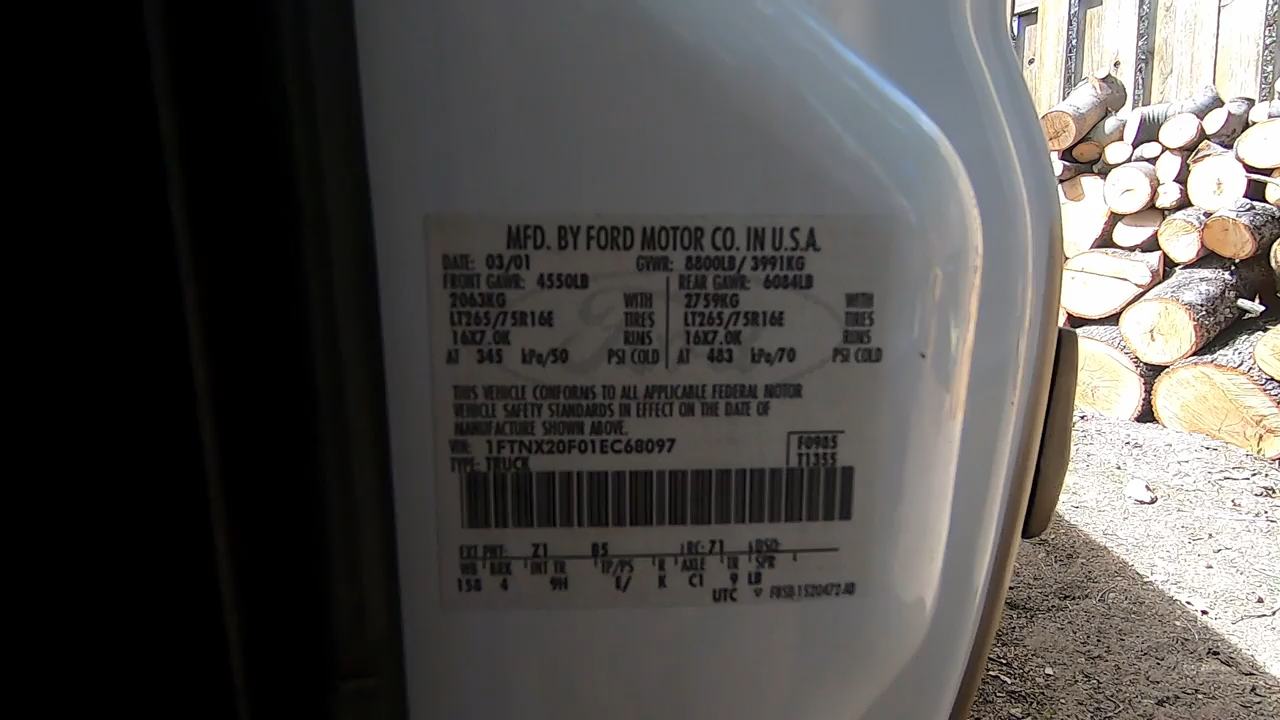 MFD. BY FORD MOTOR CO. IN U.S.A.
DATE: 03/01 GVWR: 8800LB/ 3991KG
FRONT GAWR: 4550LB REAR GAWR: 6084LB
2063KG WITH 2759KG WITH
LT265/75R16E TIRES LT265/75R16E TIRES
16X7.0K RIMS 16X7.0K RIMS
AT 345 kPa/50 PSI COLD AT 483 kPa/70 PSI COLD
THIS VEHICLE CONFORMS TO ALL APPLICABLE FEDERAL MOTOR
VEHICLE SAFETY STANDARDS IN EFFECT ON THE DATE OF
MANUFACTURE SHOWN ABOVE.
VIN: 1FTNX20F01EC68097 F0985
TYPE: TRUCK T1355
EXT PNT: Z1 B5 RC: 71 DSO:
WB BRK INT TR TP/PS R AXLE TR SPR
158 4 9H E/ K C1 9 LB
UTC